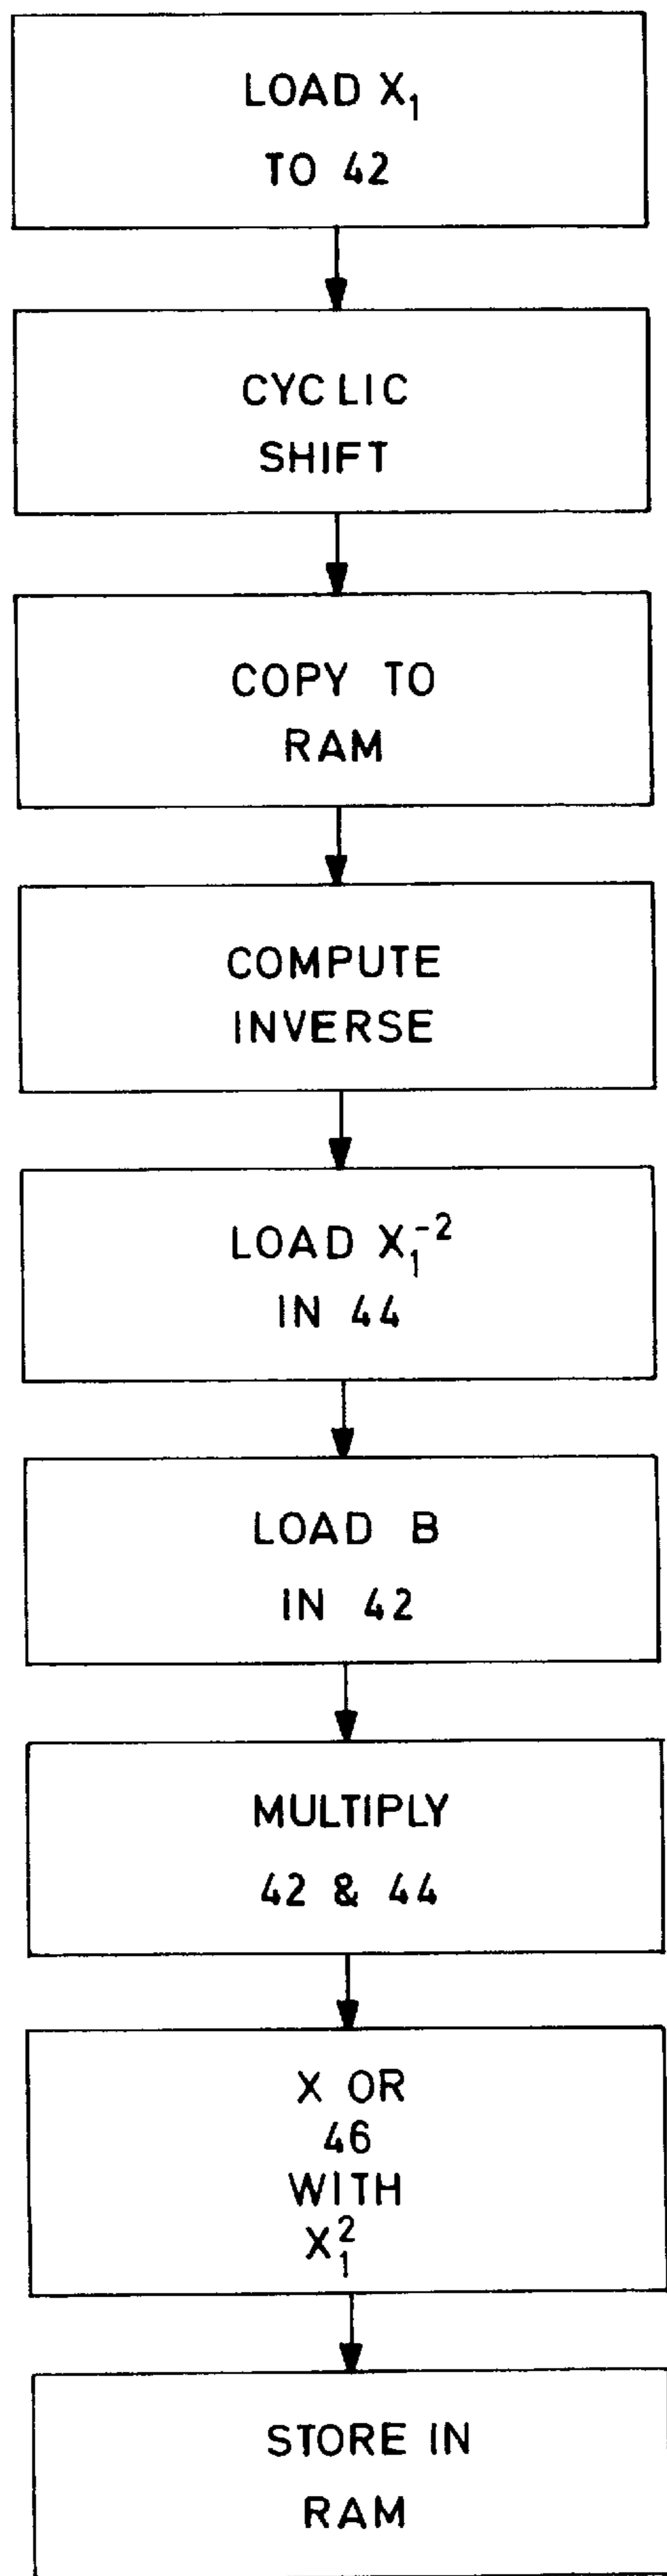 LOAD X₁
TO 42
CYCLIC
SHIFT
COPY TO
RAM
COMPUTE
INVERSE
LOAD X₁⁻²
IN 44
LOAD B
IN 42
MULTIPLY
42 & 44
X OR
46
WITH
X₁²
STORE IN
RAM